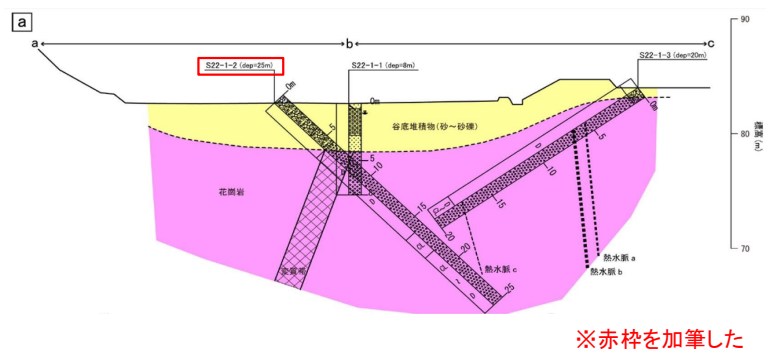 a
90
a
b
c
S22-1-2 (dep=25m)
S22-1-1 (dep=8m)
S22-1-3 (dep=20m)
0m
0m
0m
谷底堆積物(砂~砂礫)
5
5
5
80
標高(m)
10
10
花崗岩
15
15
20
20
25
70
変質帯
熱水脈 c
熱水脈 a
熱水脈 b
※赤枠を加筆した